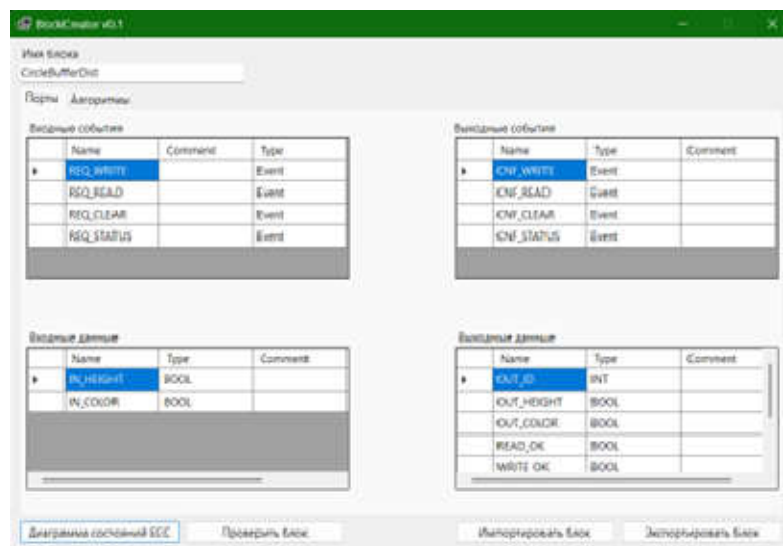 BlockCreator v0.1
Имя блока
CircleBufferDist
Порты Алгоритмы
Входные события
Name Comment Type
REQ_WRITE Event
REQ_READ Event
REQ_CLEAR Event
REQ_STATUS Event
Выходные события
Name Type Comment
CNF_WRITE Event
CNF_READ Event
CNF_CLEAR Event
CNF_STATUS Event
Входные данные
Name Type Comment
IN_HEIGHT BOOL
IN_COLOR BOOL
Выходные данные
Name Type Comment
OUT_ID INT
OUT_HEIGHT BOOL
OUT_COLOR BOOL
READ_OK BOOL
WRITE_OK BOOL
Диаграмма состояний ECC Проверить блок Импортировать блок Экспортировать блок